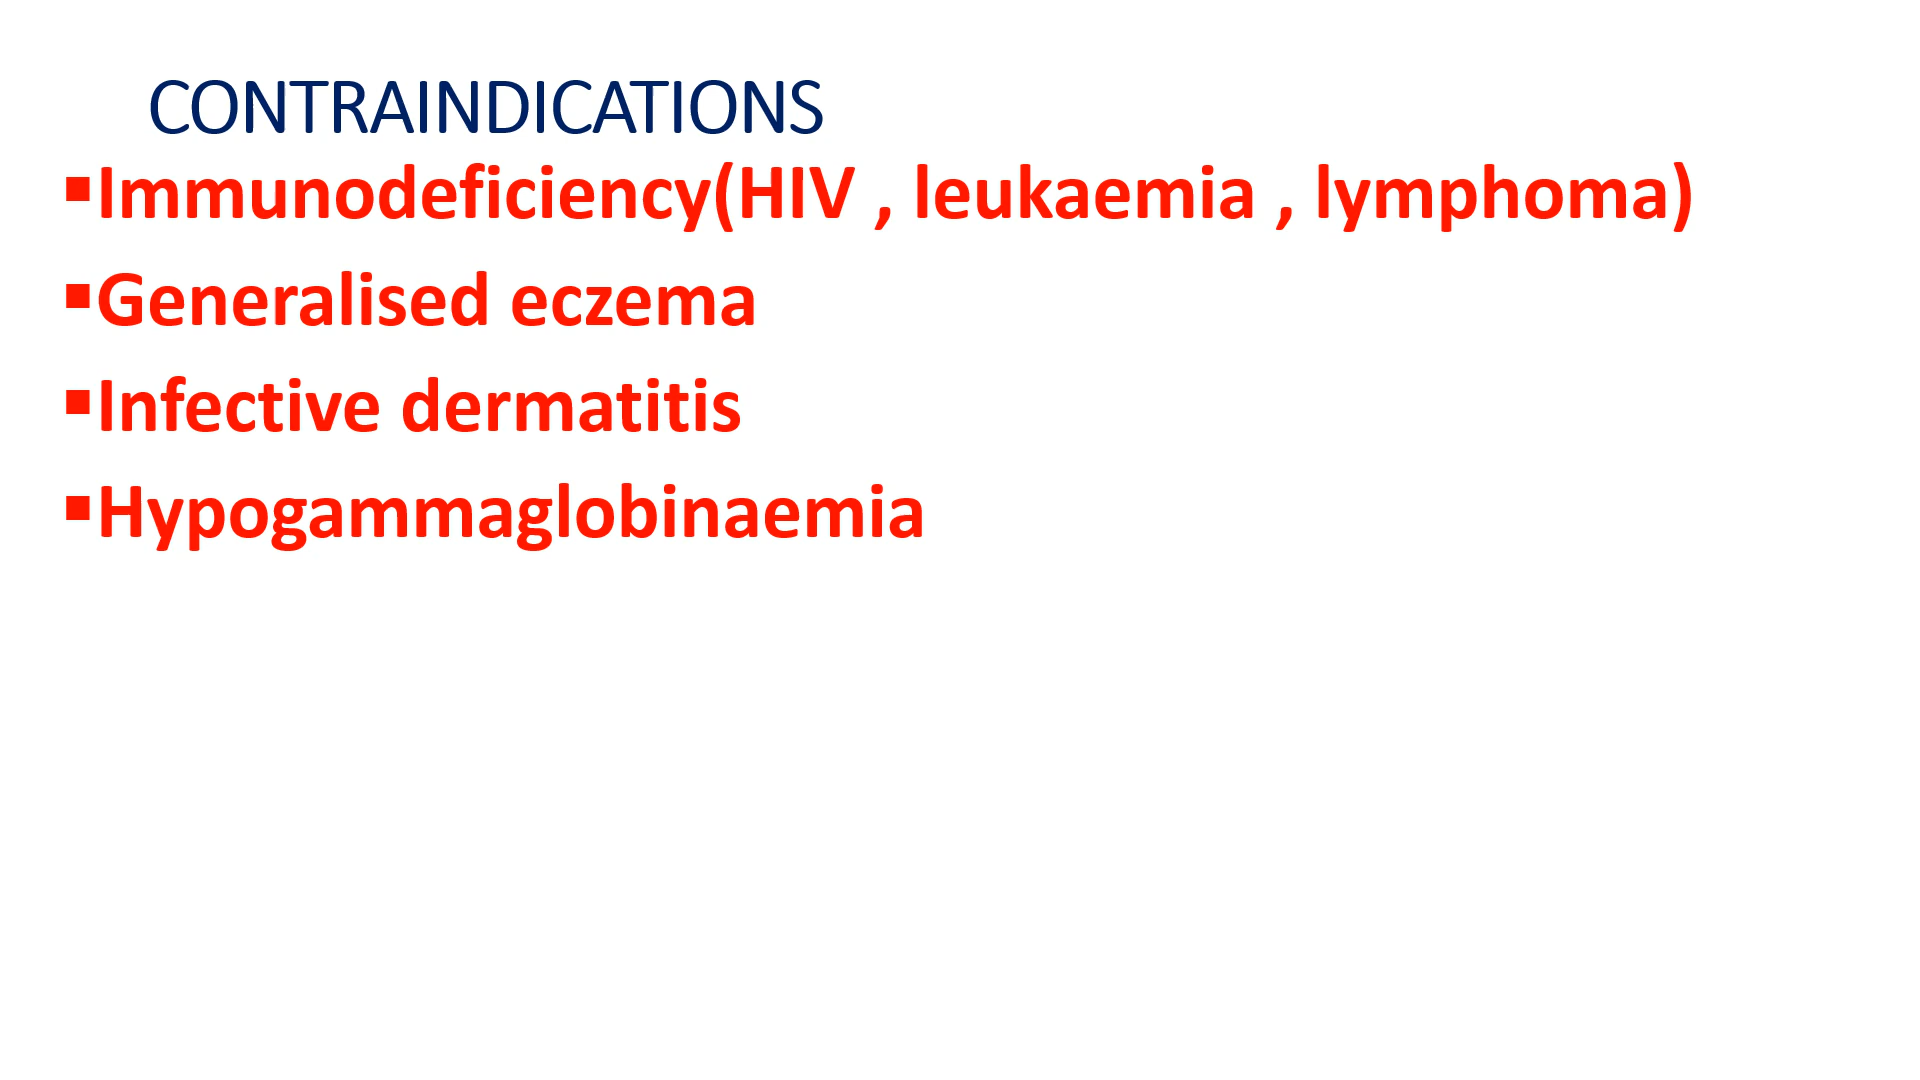 CONTRAINDICATIONS
▪Immunodeficiency(HIV , leukaemia , lymphoma)
▪Generalised eczema
▪Infective dermatitis
▪Hypogammaglobinaemia